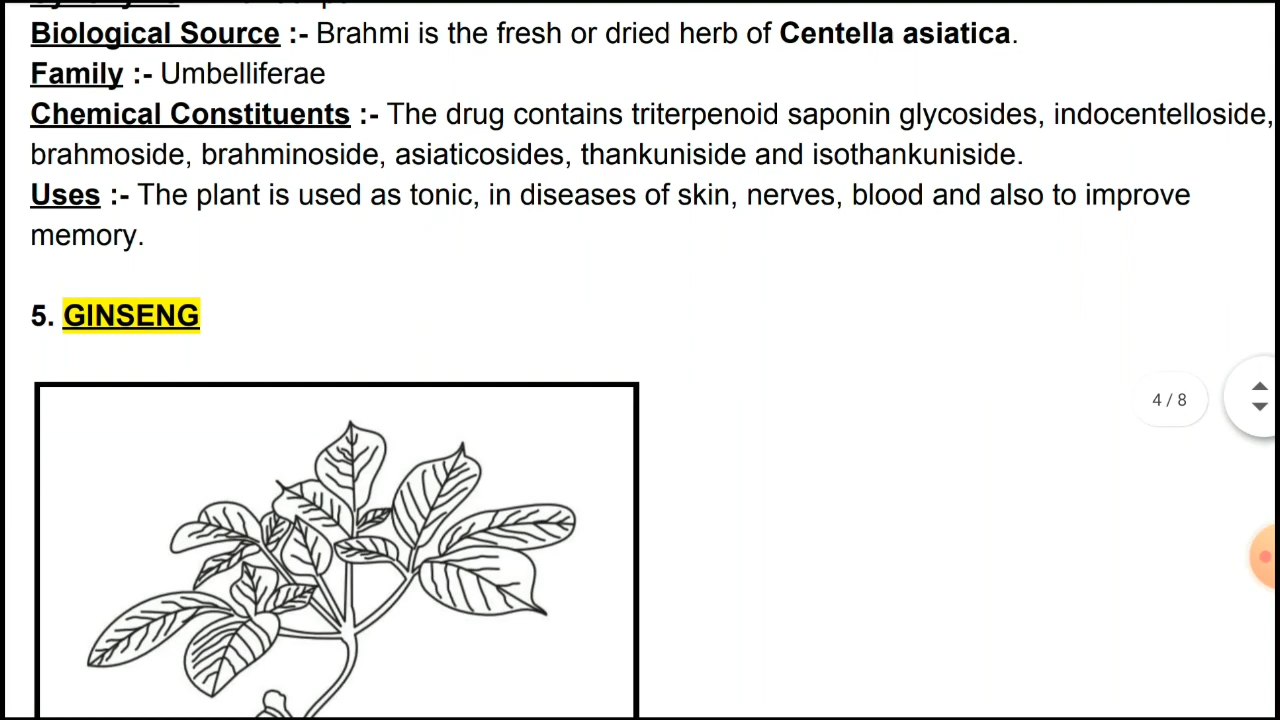 Biological Source :- Brahmi is the fresh or dried herb of Centella asiatica.
Family :- Umbelliferae
Chemical Constituents :- The drug contains triterpenoid saponin glycosides, indocentelloside,
brahmoside, brahminoside, asiaticosides, thankuniside and isothankuniside.
Uses :- The plant is used as tonic, in diseases of skin, nerves, blood and also to improve
memory.
5. GINSENG
4 / 8